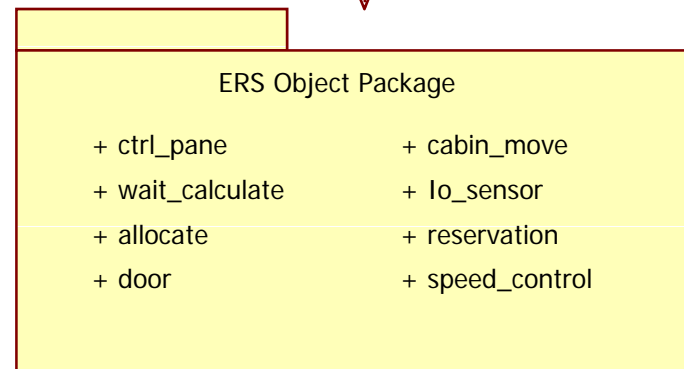 ERS Object Package
+ ctrl_pane + cabin_move
+ wait_calculate + Io_sensor
+ allocate + reservation
+ door + speed_control